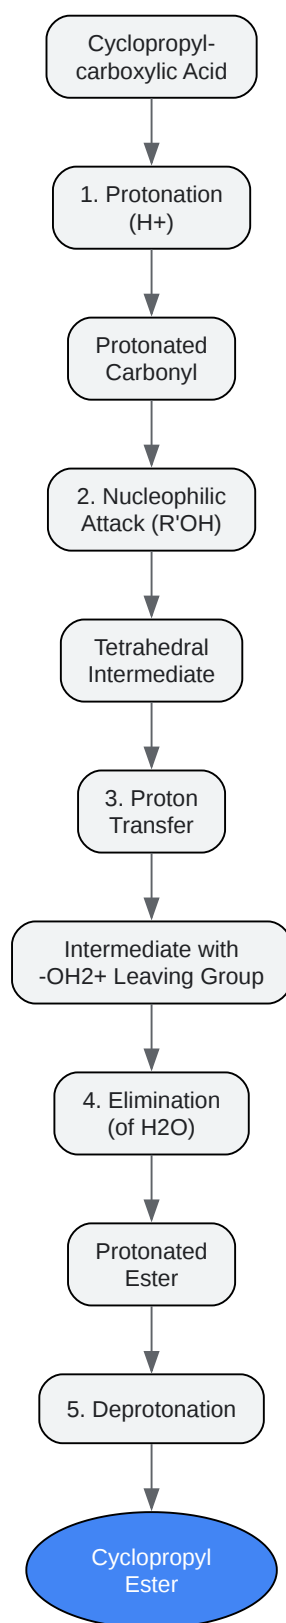 Cyclopropyl-
carboxylic Acid
1. Protonation
(H+)
Protonated
Carbonyl
2. Nucleophilic
Attack (R'OH)
Tetrahedral
Intermediate
3. Proton
Transfer
Intermediate with
-OH2+ Leaving Group
4. Elimination
(of H2O)
Protonated
Ester
5. Deprotonation
Cyclopropyl
Ester